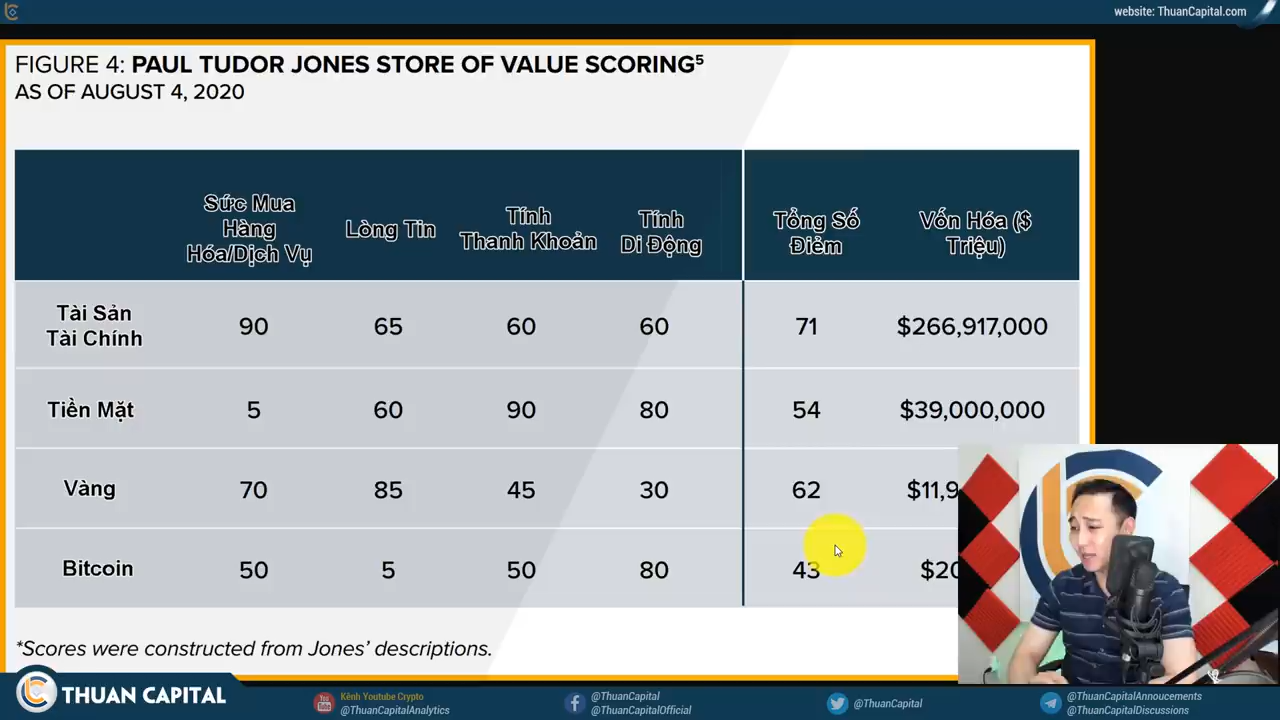 website: ThuanCapital.com
FIGURE 4: PAUL TUDOR JONES STORE OF VALUE SCORING⁵
AS OF AUGUST 4, 2020
Sức Mua Hàng Hóa/Dịch Vụ
Lòng Tin
Tính Thanh Khoản
Tính Di Động
Tổng Số Điểm
Vốn Hóa ($ Triệu)
Tài Sản Tài Chính 90 65 60 60 71 $266,917,000
Tiền Mặt 5 60 90 80 54 $39,000,000
Vàng 70 85 45 30 62 $11,9
Bitcoin 50 5 50 80 43 $20
*Scores were constructed from Jones’ descriptions.
THUAN CAPITAL
Kênh Youtube Crypto
@ThuanCapitalAnalytics
@ThuanCapital
@ThuanCapitalOfficial
@ThuanCapital
@ThuanCapitalAnnoucements
@ThuanCapitalDiscussions